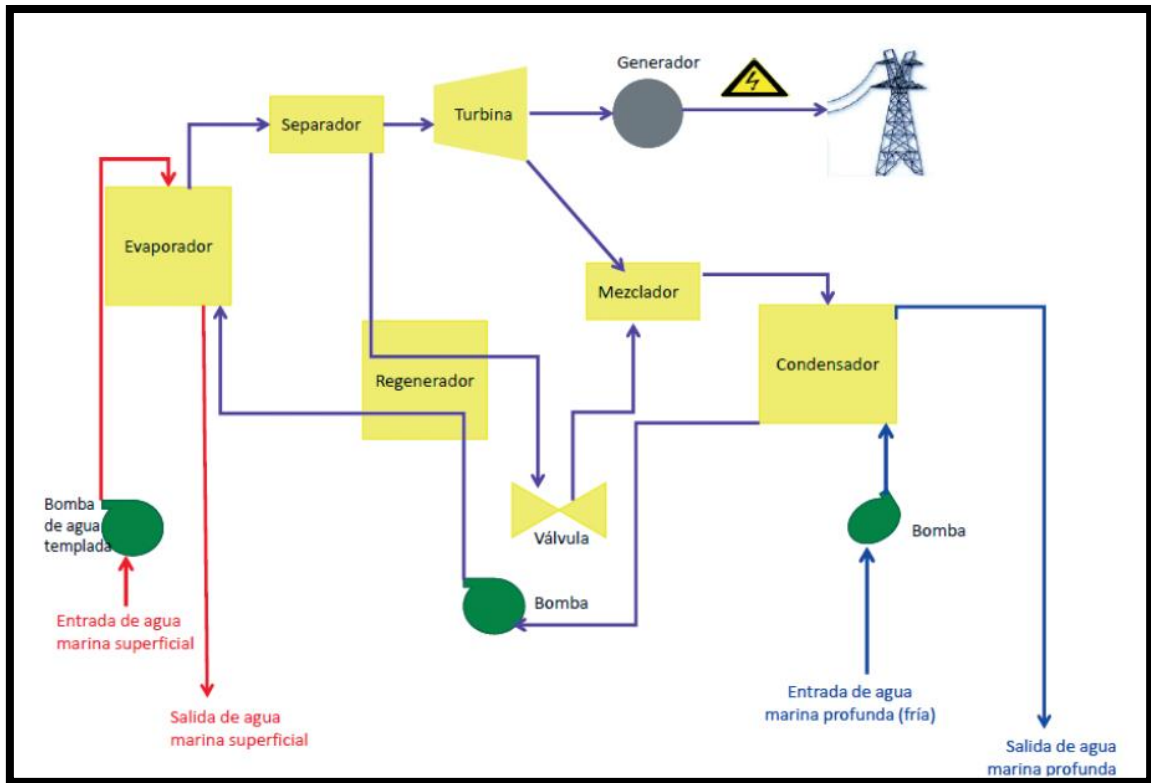 Generador
Turbina
Separador
Evaporador
Mezclador
Regenerador
Condensador
Bomba
de agua
templada
Válvula
Bomba
Bomba
Entrada de agua
marina superficial
Salida de agua
marina superficial
Entrada de agua
marina profunda (fría)
Salida de agua
marina profunda